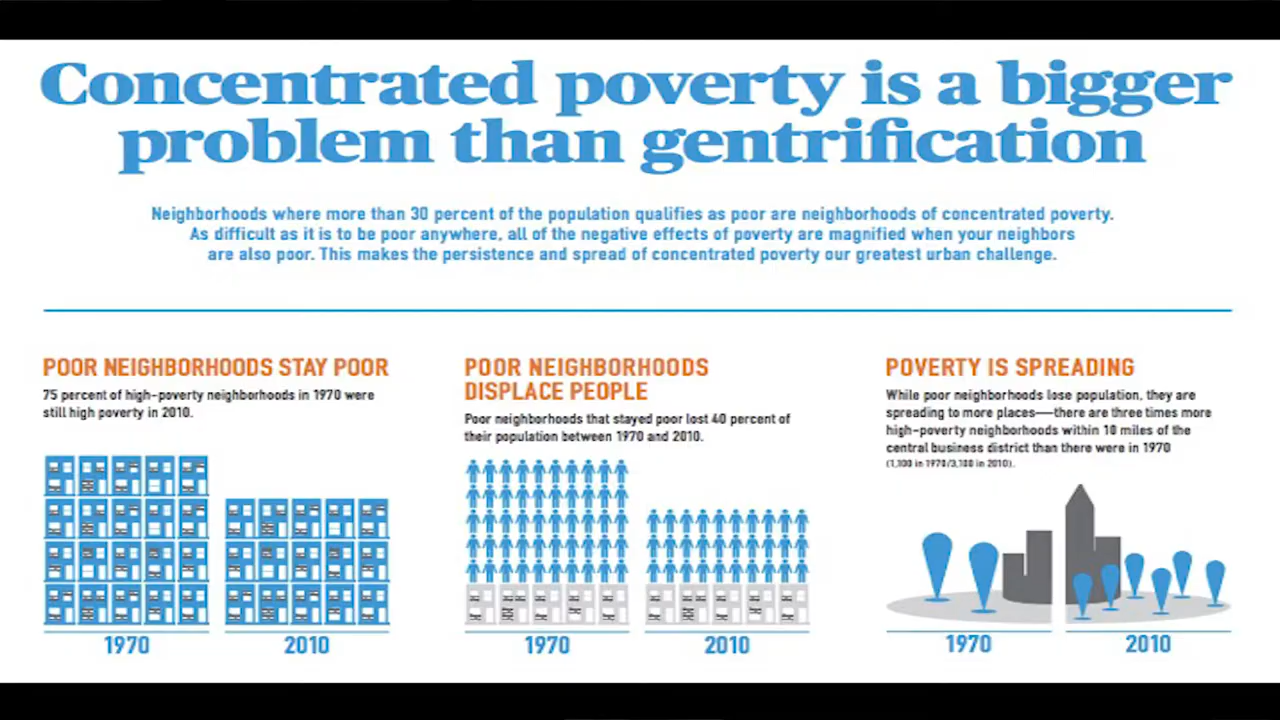 Concentrated poverty is a bigger
problem than gentrification
Neighborhoods where more than 30 percent of the population qualifies as poor are neighborhoods of concentrated poverty.
As difficult as it is to be poor anywhere, all of the negative effects of poverty are magnified when your neighbors
are also poor. This makes the persistence and spread of concentrated poverty our greatest urban challenge.
POOR NEIGHBORHOODS STAY POOR
75 percent of high-poverty neighborhoods in 1970 were
still high poverty in 2010.
1970
2010
POOR NEIGHBORHOODS
DISPLACE PEOPLE
Poor neighborhoods that stayed poor lost 40 percent of
their population between 1970 and 2010.
1970
2010
POVERTY IS SPREADING
While poor neighborhoods lose population, they are
spreading to more places—there are three times more
high-poverty neighborhoods within 10 miles of the
central business district than there were in 1970
(1,100 in 1970/3,100 in 2010).
1970
2010